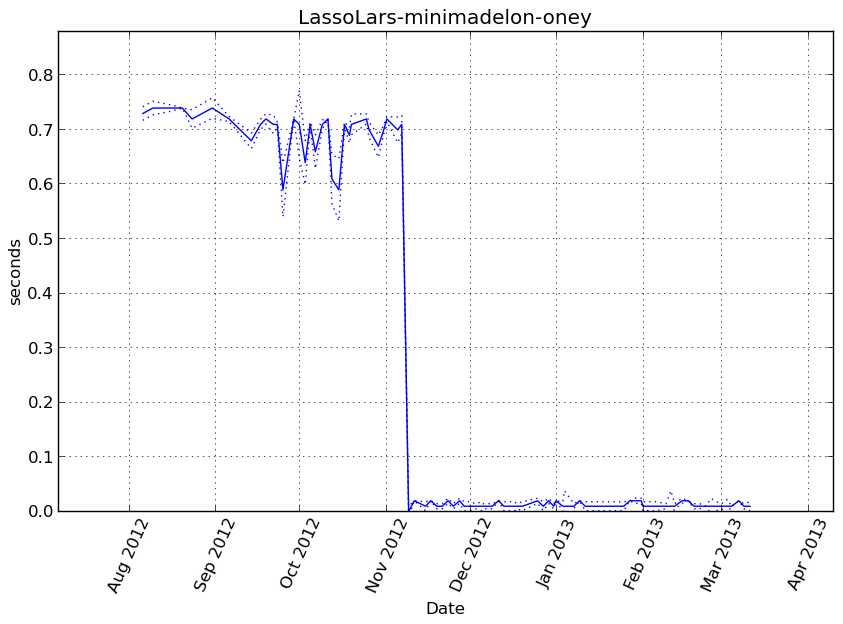 LassoLars-minimadelon-oney
0.8
0.7
0.6
0.5
0.4
0.3
0.2
0.1
0.0
seconds
Aug 2012
Sep 2012
Oct 2012
Nov 2012
Dec 2012
Jan 2013
Feb 2013
Mar 2013
Apr 2013
Date